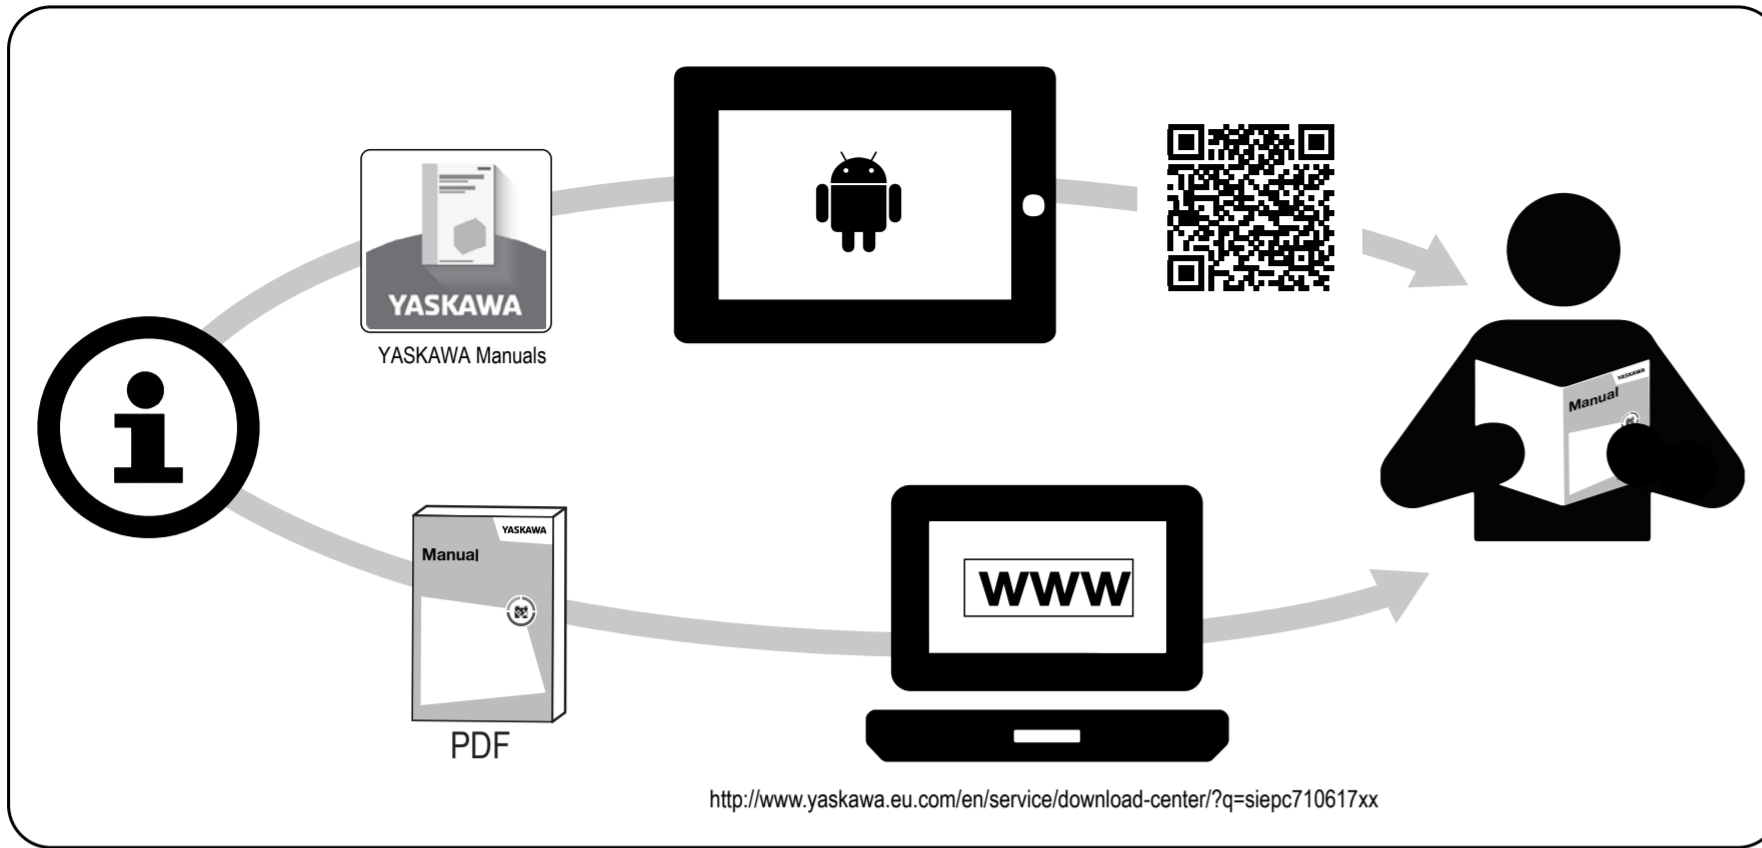 YASKAWA
YASKAWA Manuals
YASKAWA
Manual
YASKAWA
Manual
PDF
WWW
http://www.yaskawa.eu.com/en/service/download-center/?q=siepc710617xx